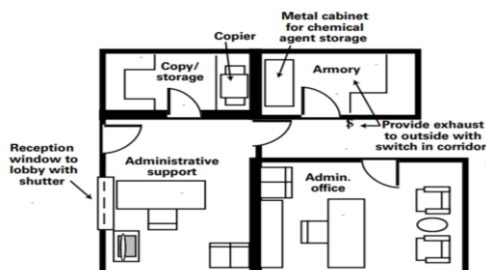 Metal cabinet
for chemical
agent storage
Copier
Copy/
storage
Armory
$
Provide exhaust
to outside with
switch in corridor
Reception
window to
lobby with
shutter
Administrative
support
Admin.
office